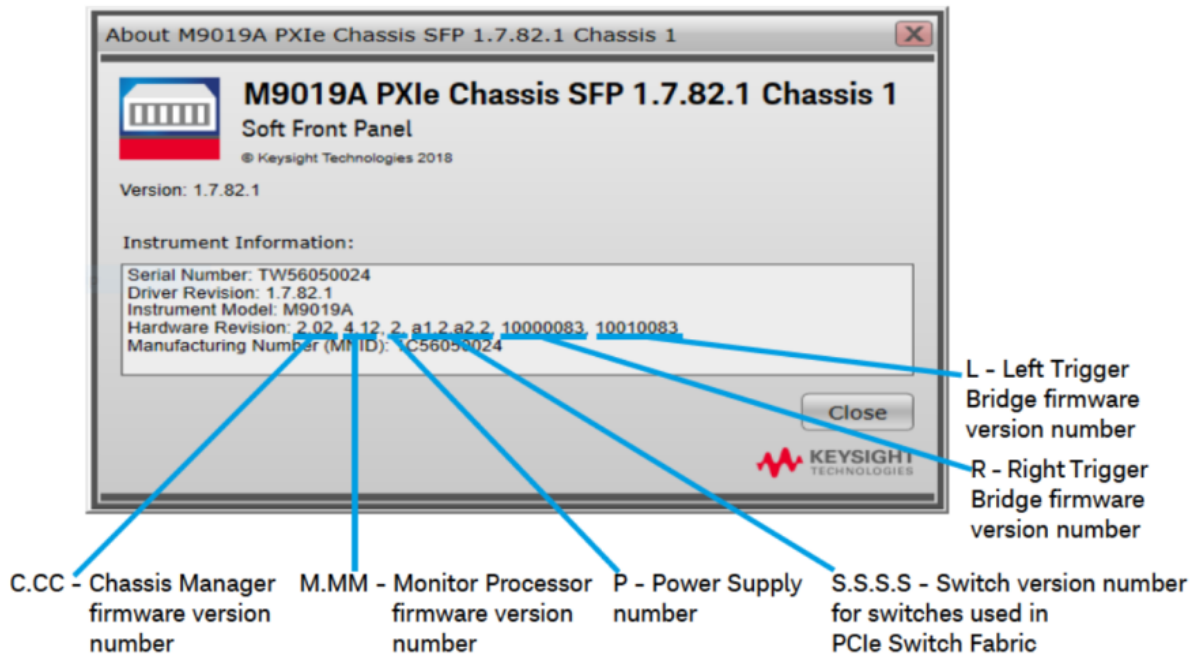 About M9019A PXIe Chassis SFP 1.7.82.1 Chassis 1
M9019A PXIe Chassis SFP 1.7.82.1 Chassis 1
Soft Front Panel
© Keysight Technologies 2018
Version: 1.7.82.1
Instrument Information:
Serial Number: TW56050024
Driver Revision: 1.7.82.1
Instrument Model: M9019A
Hardware Revision: 2.02, 4.12, 2, a1.2.a2.2, 10000083, 10010083,
Manufacturing Number (MNID): TC56050024
Close
KEYSIGHT
TECHNOLOGIES
L - Left Trigger
Bridge firmware
version number
R - Right Trigger
Bridge firmware
version number
C.CC - Chassis Manager
firmware version
number
M.MM - Monitor Processor
firmware version
number
P - Power Supply
number
S.S.S.S - Switch version number
for switches used in
PCIe Switch Fabric